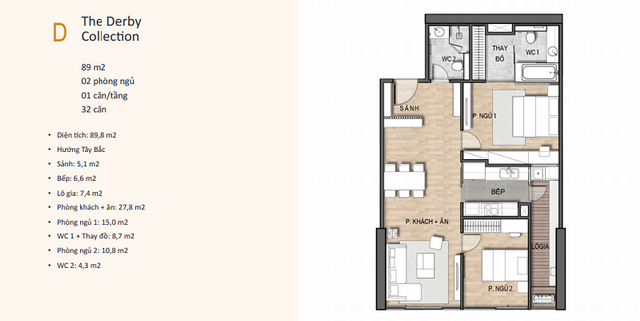 D
The Derby
Collection
89 m2
02 phòng ngủ
01 căn/tầng
32 căn
• Diện tích: 89,8 m2
• Hướng Tây Bắc
• Sảnh: 5,1 m2
• Bếp: 6,6 m2
• Lô gia: 7,4 m2
• Phòng khách + ăn: 27,8 m2
• Phòng ngủ 1: 15,0 m2
• WC 1 + Thay đồ: 8,7 m2
• Phòng ngủ 2: 10,8 m2
• WC 2: 4,3 m2
WC 2
THAY
ĐỒ
WC 1
SẢNH
P. NGỦ 1
BẾP
P. KHÁCH + ĂN
LÔGIA
P. NGỦ 2